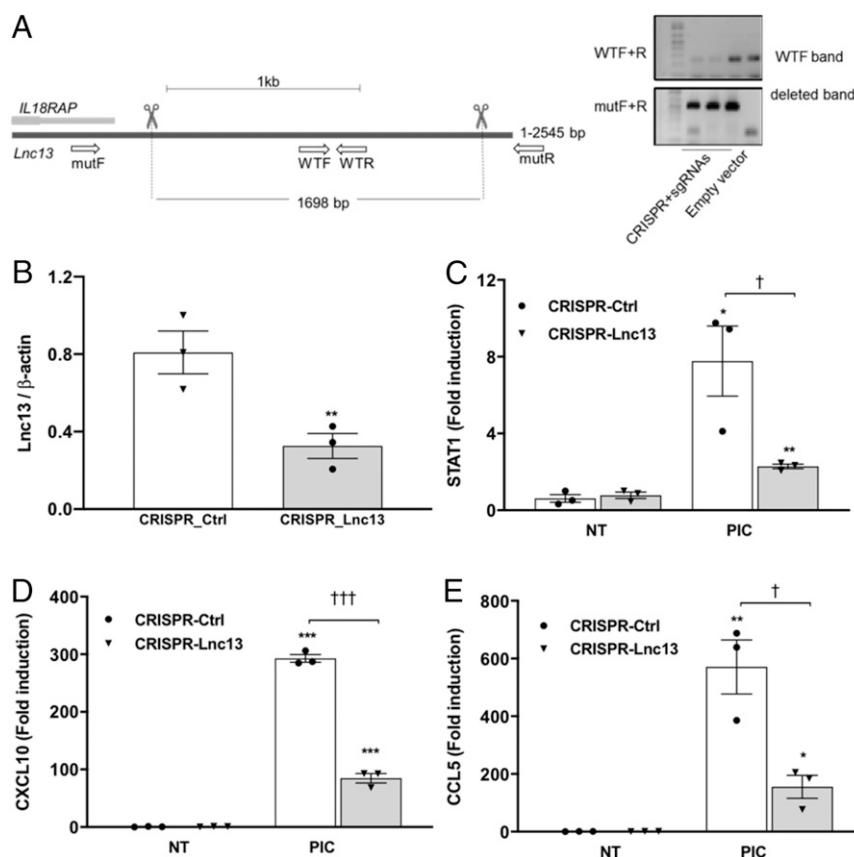 A
IL18RAP
1kb
1-2545 bp
Lnc13
mutF
WTF
WTR
mutR
1698 bp
WTF+R
WTF band
mutF+R
deleted band
CRISPR+sgRNAs
Empty vector
B
Lnc13 / β-actin
1.2
0.8
0.4
0.0
**
CRISPR_Ctrl
CRISPR_Lnc13
C
STAT1 (Fold induction)
12
8
4
0
CRISPR-Ctrl
CRISPR-Lnc13
†
*
**
NT
PIC
D
CXCL10 (Fold induction)
400
300
200
100
0
CRISPR-Ctrl
CRISPR-Lnc13
†††
***
***
NT
PIC
E
CCL5 (Fold induction)
800
600
400
200
0
CRISPR-Ctrl
CRISPR-Lnc13
†
**
*
NT
PIC